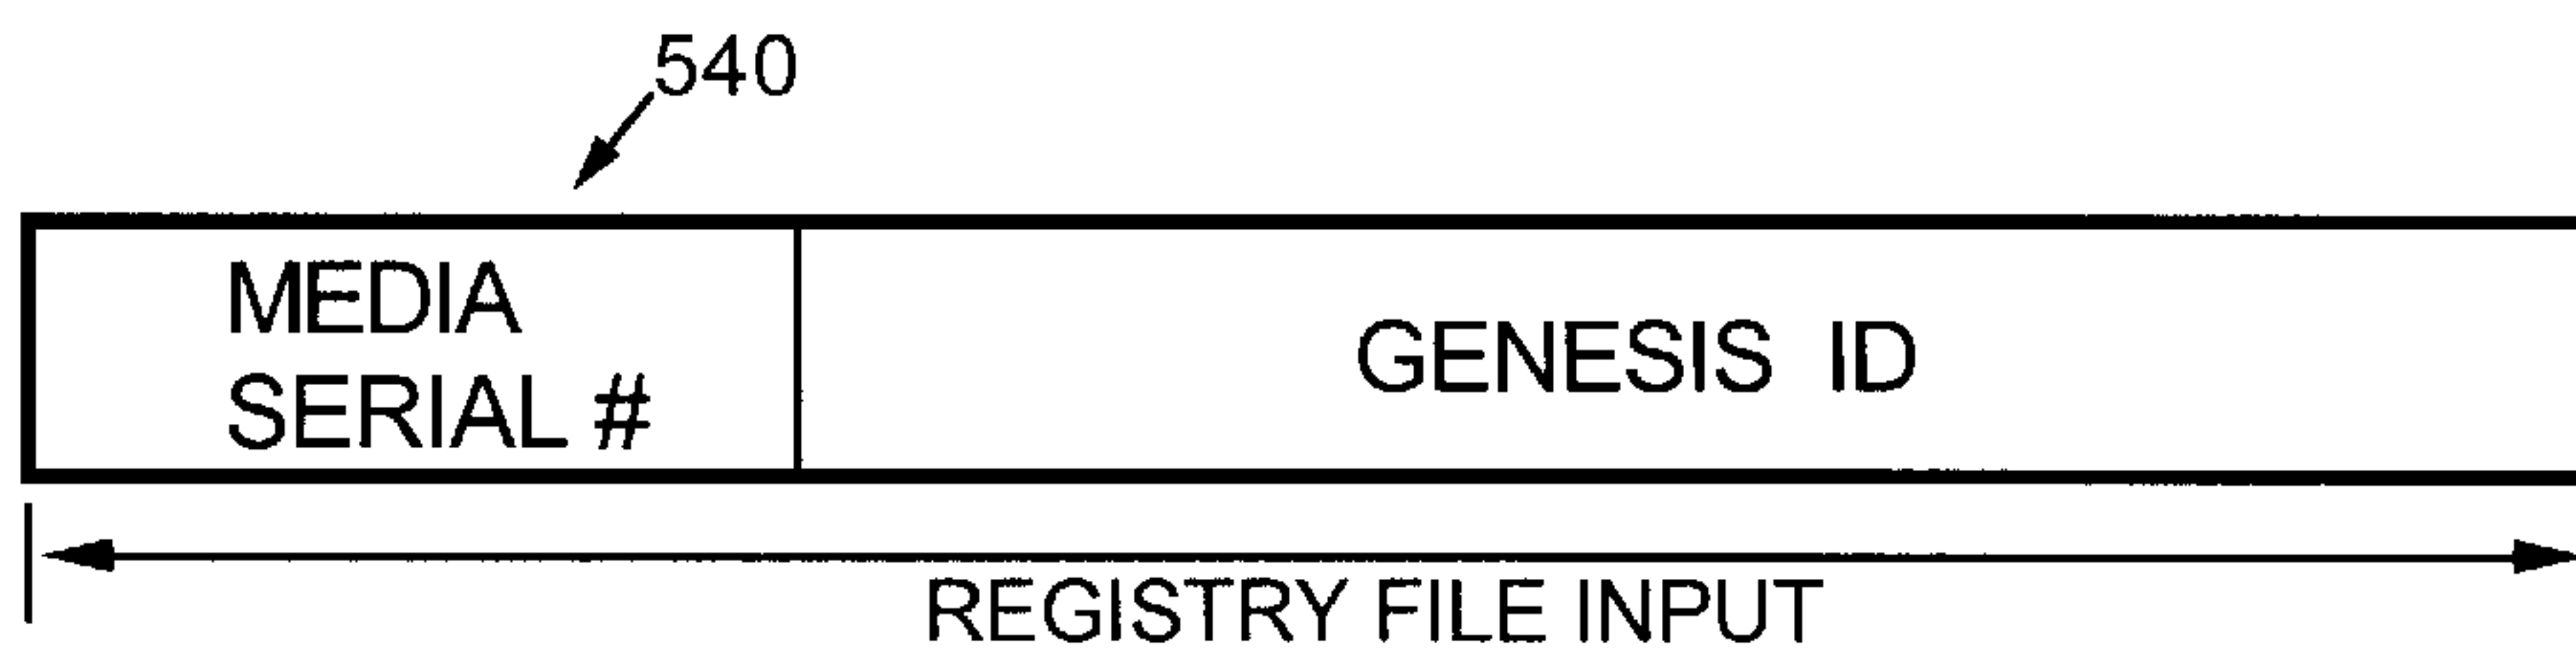 540
MEDIA
SERIAL #
GENESIS ID
REGISTRY FILE INPUT